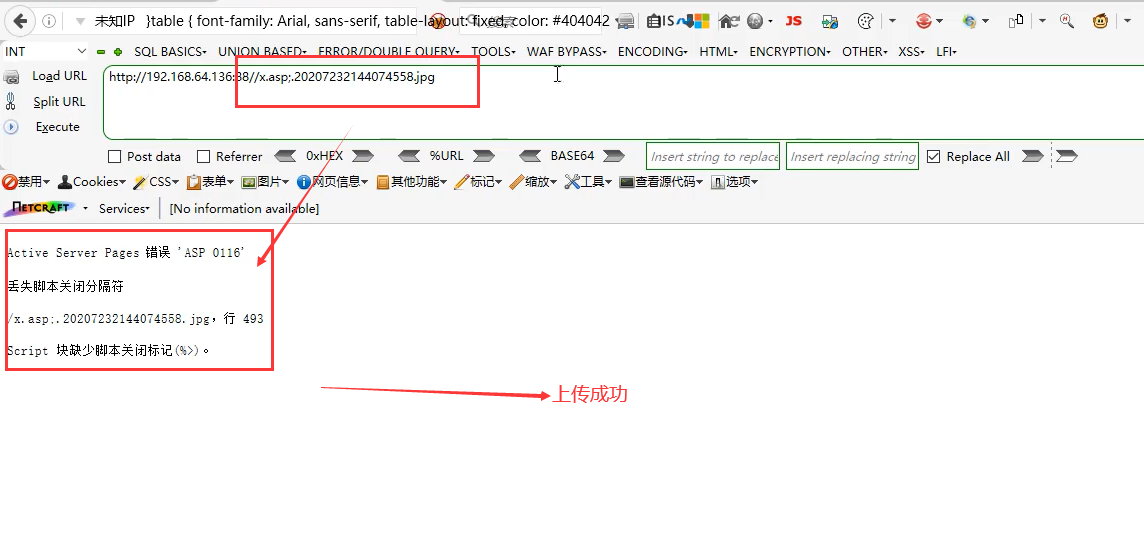 未知IP }table { font-family: Arial, sans-serif, table-layout: fixed, color: #404042
自IS
JS
INT
SQL BASICS
UNION BASED
ERROR/DOUBLE QUERY
TOOLS
WAF BYPASS
ENCODING
HTML
ENCRYPTION
OTHER
XSS
LFI
Load URL
http://192.168.64.136:88//x.asp;.20207232144074558.jpg
Split URL
Execute
Post data
Referrer
0xHEX
%URL
BASE64
Insert string to replace
Insert replacing string
Replace All
禁用
Cookies
CSS
表单
图片
网页信息
其他功能
标记
缩放
工具
查看源代码
选项
NETCRAFT
Services
[No information available]
Active Server Pages 错误 'ASP 0116'
丢失脚本关闭分隔符
/x.asp;.20207232144074558.jpg，行 493
Script 块缺少脚本关闭标记(%>)。
上传成功